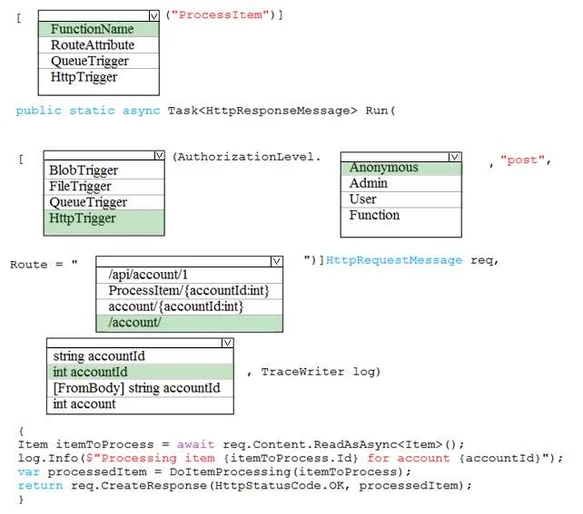 [ ("ProcessItem")]
FunctionName
RouteAttribute
QueueTrigger
HttpTrigger
public static async Task<HttpResponseMessage> Run(
[ (AuthorizationLevel. , "post",
BlobTrigger
FileTrigger
QueueTrigger
HttpTrigger
Anonymous
Admin
User
Function
Route = " ")]HttpRequestMessage req,
/api/account/1
ProcessItem/{accountId:int}
account/{accountId:int}
/account/
string accountId
int accountId
[FromBody] string accountId
int account
, TraceWriter log)
{
Item itemToProcess = await req.Content.ReadAsAsync<Item>();
log.Info($"Processing item {itemToProcess.Id} for account {accountId}");
var processedItem = DoItemProcessing(itemToProcess);
return req.CreateResponse(HttpStatusCode.OK, processedItem);
}